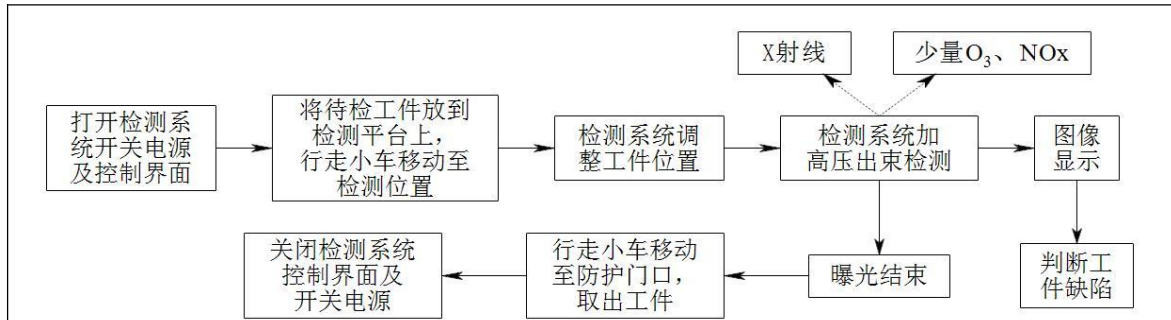 X射线
少量O₃、NOx
打开检测系
统开关电源
及控制界面
将待检工件放到
检测平台上，
行走小车移动至
检测位置
检测系统调
整工件位置
检测系统加
高压出束检测
图像
显示
关闭检测系统
控制界面及
开关电源
行走小车移动
至防护门口，
取出工件
曝光结束
判断工
件缺陷